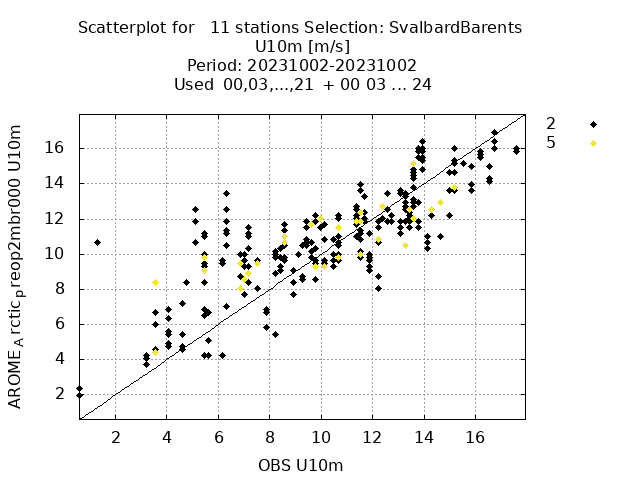 Scatterplot for   11 stations Selection: SvalbardBarents
U10m [m/s]
Period: 20231002-20231002
Used  00,03,...,21  + 00 03 ... 24
2
5
AROME_Arctic_preop2mbr000 U10m
16
14
12
10
8
6
4
2
2 4 6 8 10 12 14 16
OBS U10m